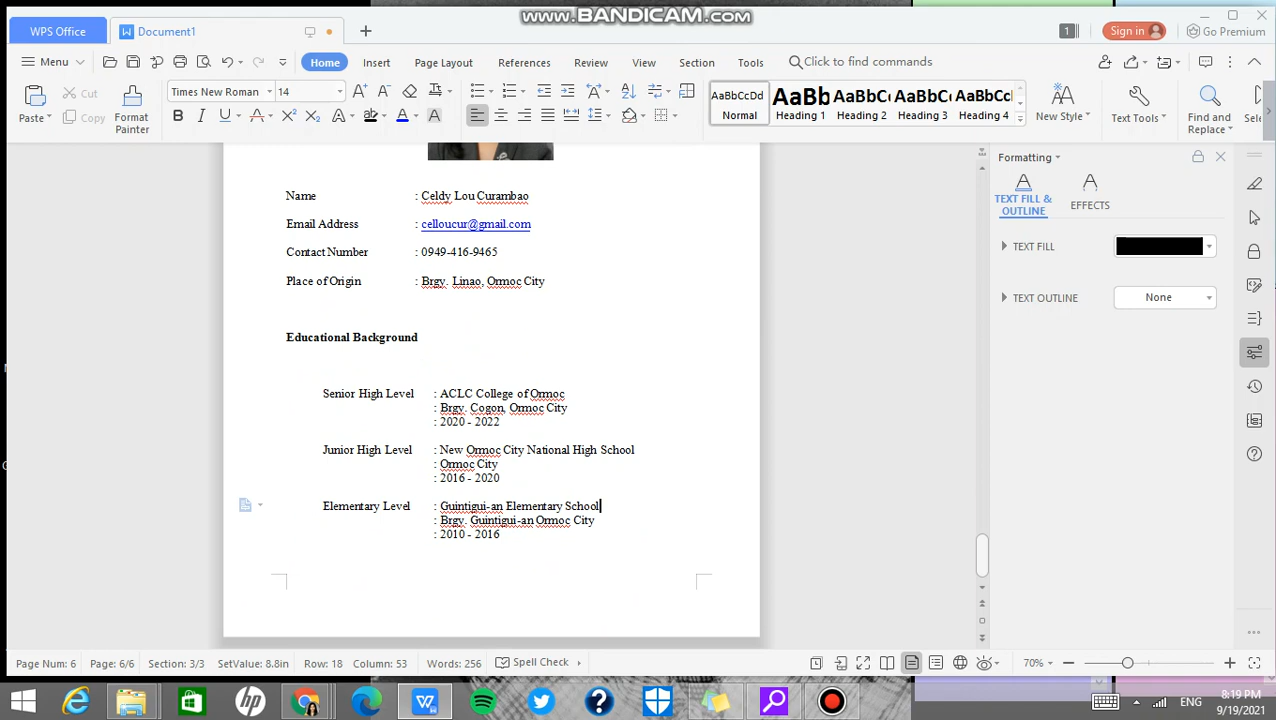 www.BANDICAM.com
WPS Office
Document1
1
Sign in
Go Premium
Menu
Home
Insert
Page Layout
References
Review
View
Section
Tools
Click to find commands
Cut
Copy
Paste
Format
Painter
Times New Roman
14
AaBbCcDd
Normal
AaBb
Heading 1
AaBbC
Heading 2
AaBbCc
Heading 3
AaBbCc
Heading 4
New Style
Text Tools
Find and
Replace
Sele
Formatting
TEXT FILL &
OUTLINE
EFFECTS
TEXT FILL
TEXT OUTLINE
None
Name : Celdy Lou Curambao
Email Address : celloucur@gmail.com
Contact Number : 0949-416-9465
Place of Origin : Brgy. Linao, Ormoc City
Educational Background
Senior High Level : ACLC College of Ormoc
: Brgy. Cogon, Ormoc City
: 2020 - 2022
Junior High Level : New Ormoc City National High School
: Ormoc City
: 2016 - 2020
Elementary Level : Guintigui-an Elementary School
: Brgy. Guintigui-an Ormoc City
: 2010 - 2016
Page Num: 6
Page: 6/6
Section: 3/3
SetValue: 8.8In
Row: 18
Column: 53
Words: 256
Spell Check
70%
8:19 PM
9/19/2021